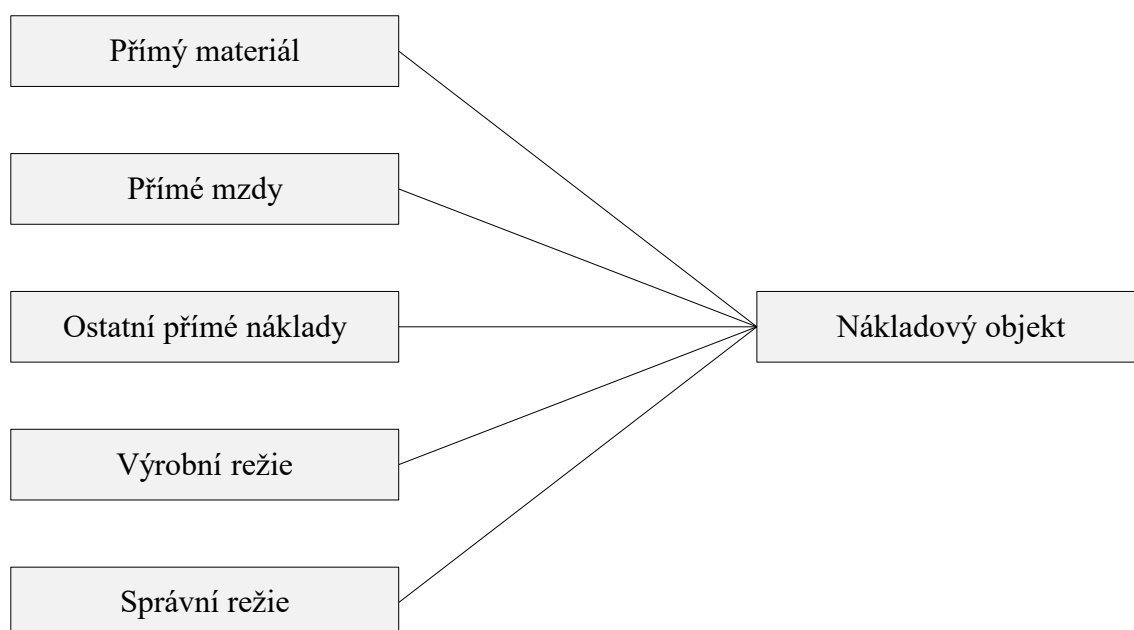 Přímý materiál
Přímé mzdy
Ostatní přímé náklady
Nákladový objekt
Výrobní režie
Správní režie